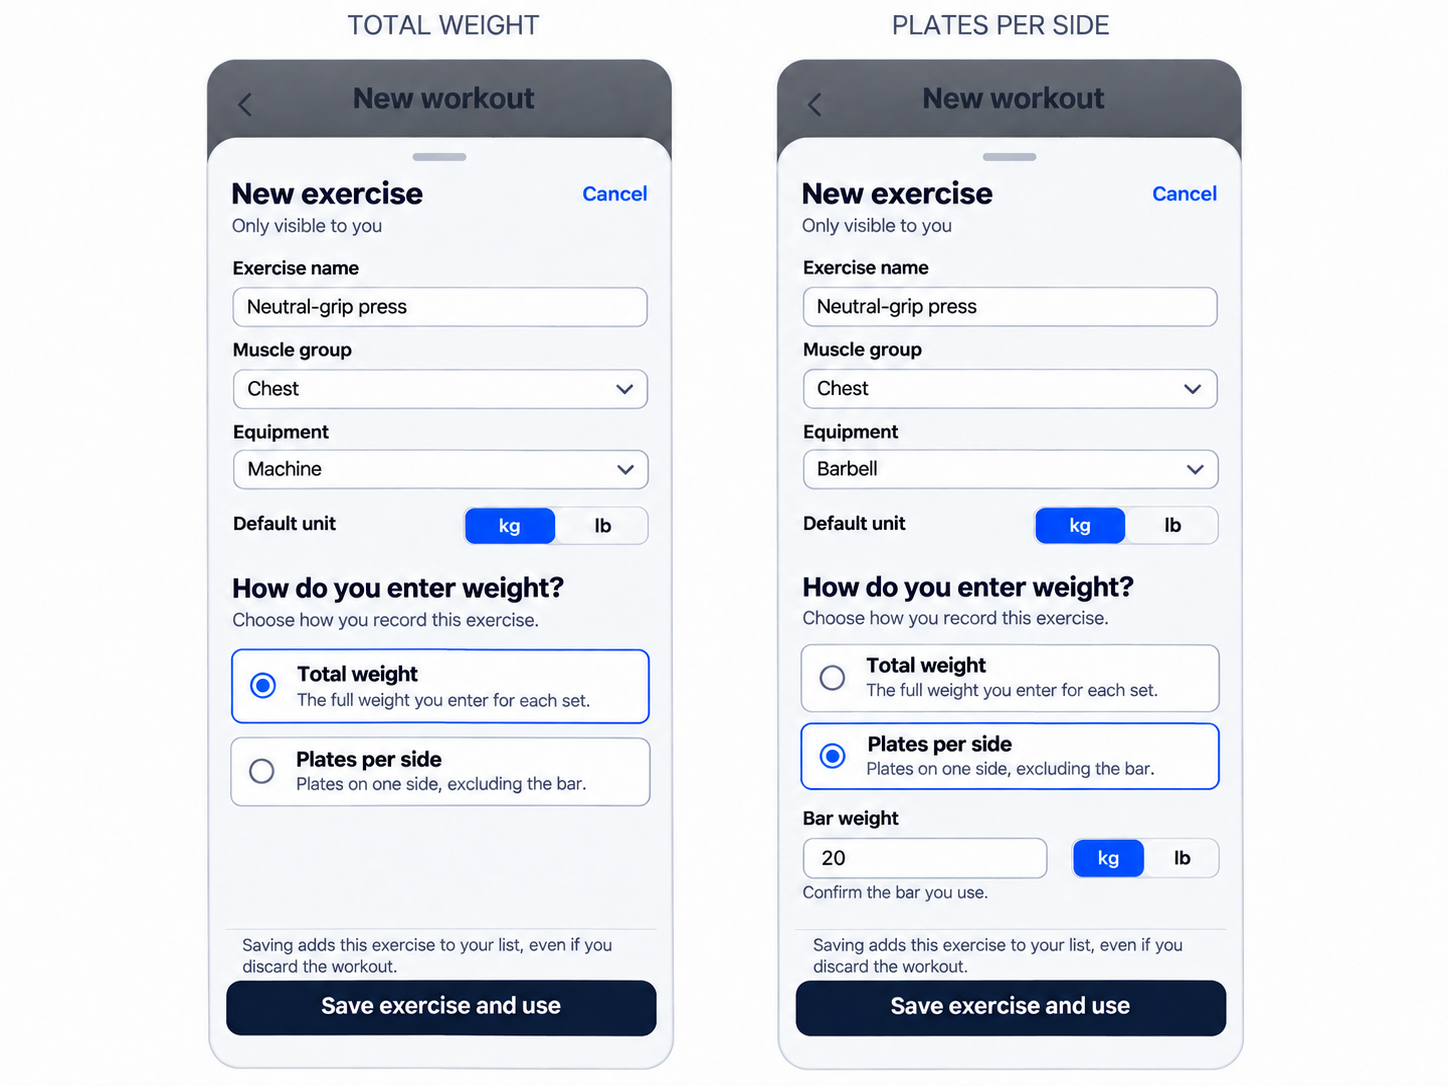 TOTAL WEIGHT
New workout
New exercise
Cancel
Only visible to you
Exercise name
Neutral-grip press
Muscle group
Chest
Equipment
Machine
Default unit
kg
lb
How do you enter weight?
Choose how you record this exercise.
Total weight
The full weight you enter for each set.
Plates per side
Plates on one side, excluding the bar.
Saving adds this exercise to your list, even if you
discard the workout.
Save exercise and use
PLATES PER SIDE
New workout
New exercise
Cancel
Only visible to you
Exercise name
Neutral-grip press
Muscle group
Chest
Equipment
Barbell
Default unit
kg
lb
How do you enter weight?
Choose how you record this exercise.
Total weight
The full weight you enter for each set.
Plates per side
Plates on one side, excluding the bar.
Bar weight
20
kg
lb
Confirm the bar you use.
Saving adds this exercise to your list, even if you
discard the workout.
Save exercise and use